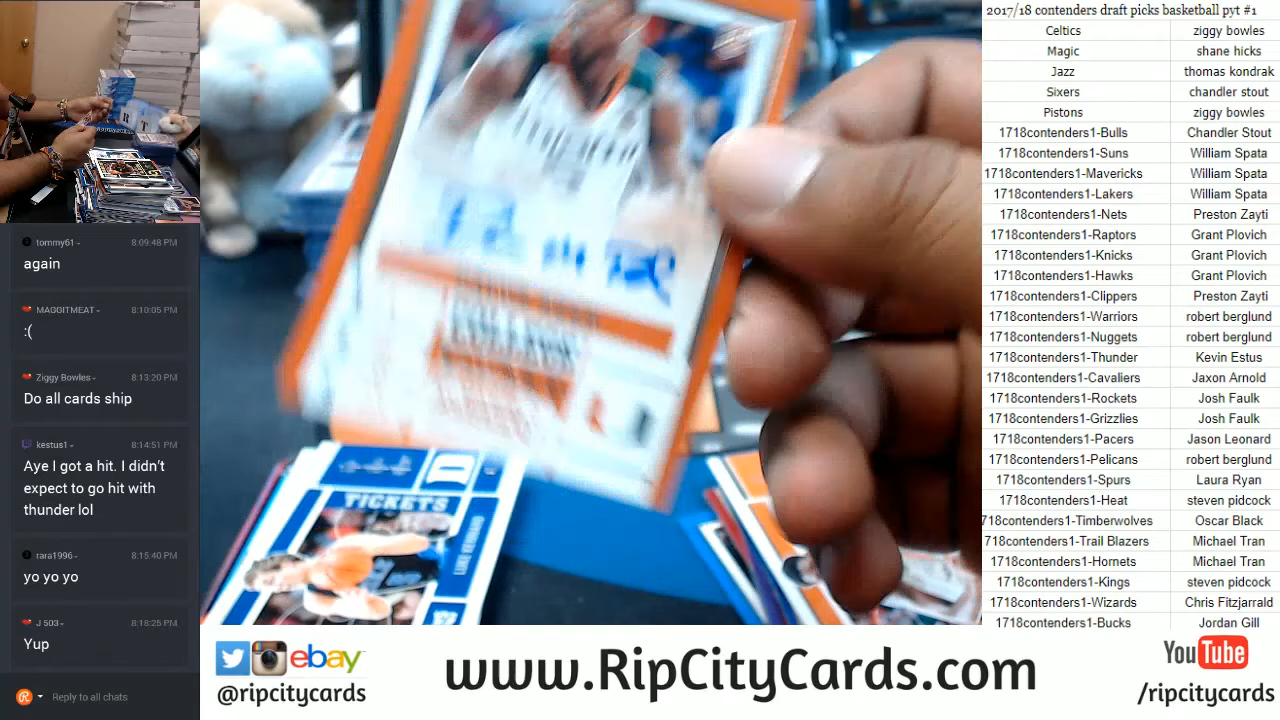 2017/18 contenders draft picks basketball pyt #1
Celtics ziggy bowles
Magic shane hicks
Jazz thomas kondrak
Sixers chandler stout
Pistons ziggy bowles
1718contenders1-Bulls Chandler Stout
1718contenders1-Suns William Spata
1718contenders1-Mavericks William Spata
1718contenders1-Lakers William Spata
1718contenders1-Nets Preston Zayti
1718contenders1-Raptors Grant Plovich
1718contenders1-Knicks Grant Plovich
1718contenders1-Hawks Grant Plovich
1718contenders1-Clippers Preston Zayti
1718contenders1-Warriors robert berglund
1718contenders1-Nuggets robert berglund
1718contenders1-Thunder Kevin Estus
1718contenders1-Cavaliers Jaxon Arnold
1718contenders1-Rockets Josh Faulk
1718contenders1-Grizzlies Josh Faulk
1718contenders1-Pacers Jason Leonard
1718contenders1-Pelicans robert berglund
1718contenders1-Spurs Laura Ryan
1718contenders1-Heat steven pidcock
718contenders1-Timberwolves Oscar Black
718contenders1-Trail Blazers Michael Tran
1718contenders1-Hornets Michael Tran
1718contenders1-Kings steven pidcock
1718contenders1-Wizards Chris Fitzjarrald
1718contenders1-Bucks Jordan Gill
tommy61 8:09:48 PM
again
MAGGITMEAT 8:10:05 PM
:(
Ziggy Bowles 8:13:20 PM
Do all cards ship
kestus1 8:14:51 PM
Aye I got a hit. I didn't
expect to go hit with
thunder lol
rara1996 8:15:40 PM
yo yo yo
J 503 8:18:25 PM
Yup
Reply to all chats
TICKETS
LUKE KENNARD
ebay
@ripcitycards
www.RipCityCards.com
YouTube
/ripcitycards